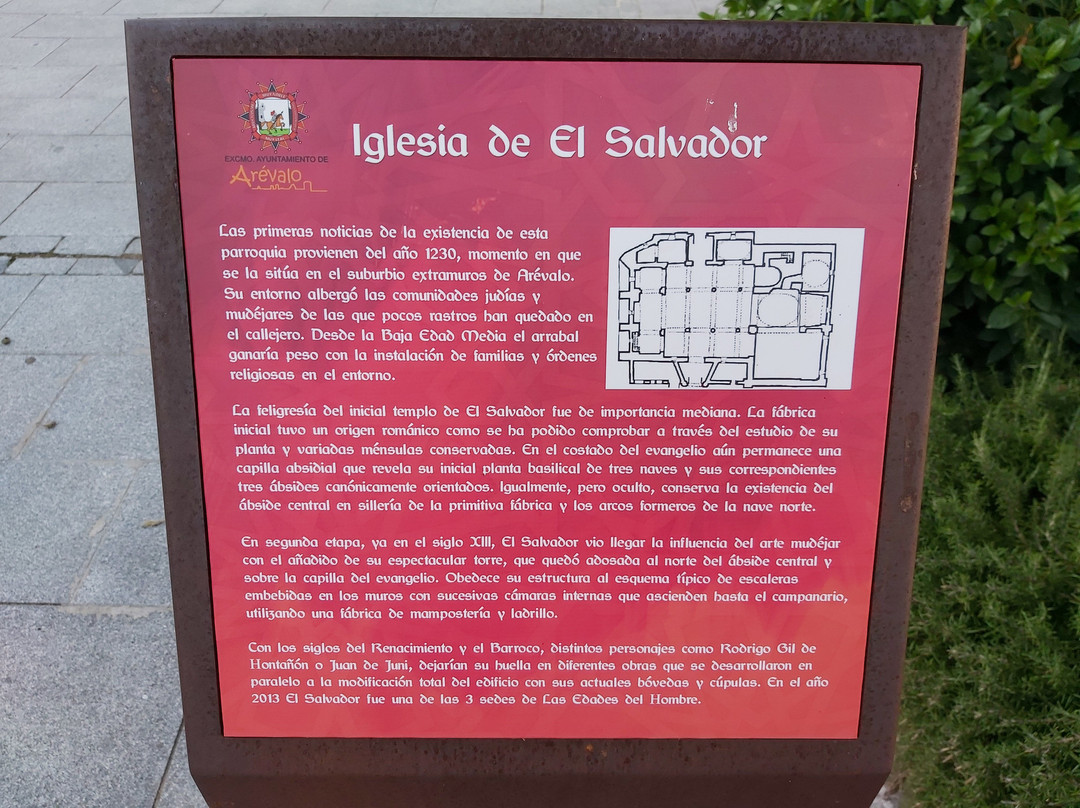 EXCMO. AYUNTAMIENTO DE
Arévalo
Iglesia de El Salvador
Las primeras noticias de la existencia de esta
parroquia provienen del año 1230, momento en que
se la sitúa en el suburbio extramuros de Arévalo.
Su entorno albergó las comunidades judías y
mudéjares de las que pocos rastros han quedado en
el callejero. Desde la Baja Edad Media el arrabal
ganaría peso con la instalación de familias y órdenes
religiosas en el entorno.
La feligresía del inicial templo de El Salvador fue de importancia mediana. La fábrica
inicial tuvo un origen románico como se ha podido comprobar a través del estudio de su
planta y variadas ménsulas conservadas. En el costado del evangelio aún permanece una
capilla absidial que revela su inicial planta basilical de tres naves y sus correspondientes
tres ábsides canónicamente orientados. Igualmente, pero oculto, conserva la existencia del
ábside central en sillería de la primitiva fábrica y los arcos formeros de la nave norte.
En segunda etapa, ya en el siglo XIII, El Salvador vio llegar la influencia del arte mudéjar
con el añadido de su espectacular torre, que quedó adosada al norte del ábside central y
sobre la capilla del evangelio. Obedece su estructura al esquema típico de escaleras
embebidas en los muros con sucesivas cámaras internas que ascienden hasta el campanario,
utilizando una fábrica de mampostería y ladrillo.
Con los siglos del Renacimiento y el Barroco, distintos personajes como Rodrigo Gil de
Hontañón o Juan de Juni, dejarían su huella en diferentes obras que se desarrollaron en
paralelo a la modificación total del edificio con sus actuales bóvedas y cúpulas. En el año
2013 El Salvador fue una de las 3 sedes de Las Edades del Hombre.